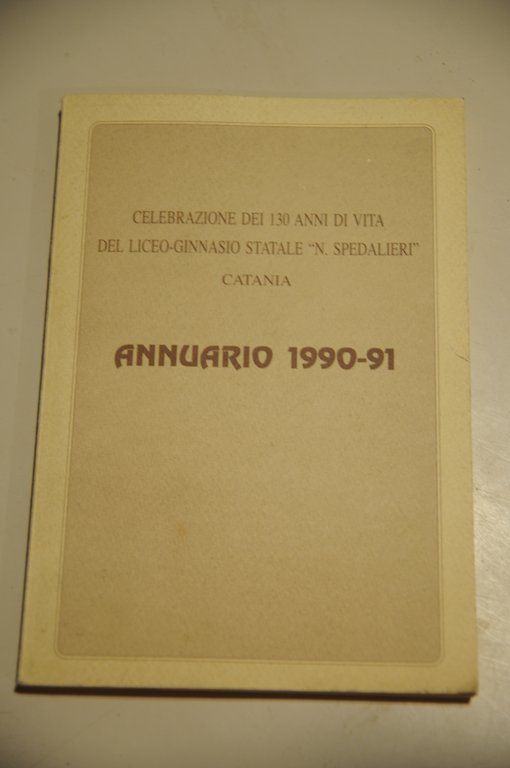 CELEBRAZIONE DEI 130 ANNI DI VITA
DEL LICEO-GINNASIO STATALE “N. SPEDALIERI”
CATANIA
ANNUARIO 1990-91